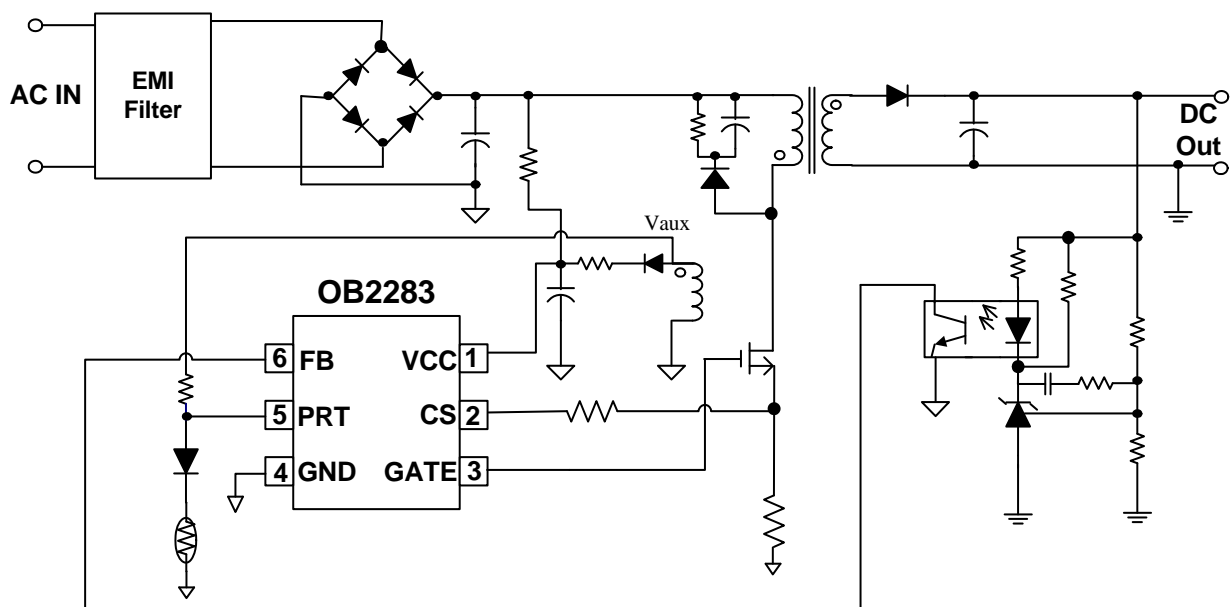 AC IN
EMI
Filter
DC
Out
Vaux
OB2283
6 FB
VCC 1
5 PRT
CS 2
4 GND
GATE 3